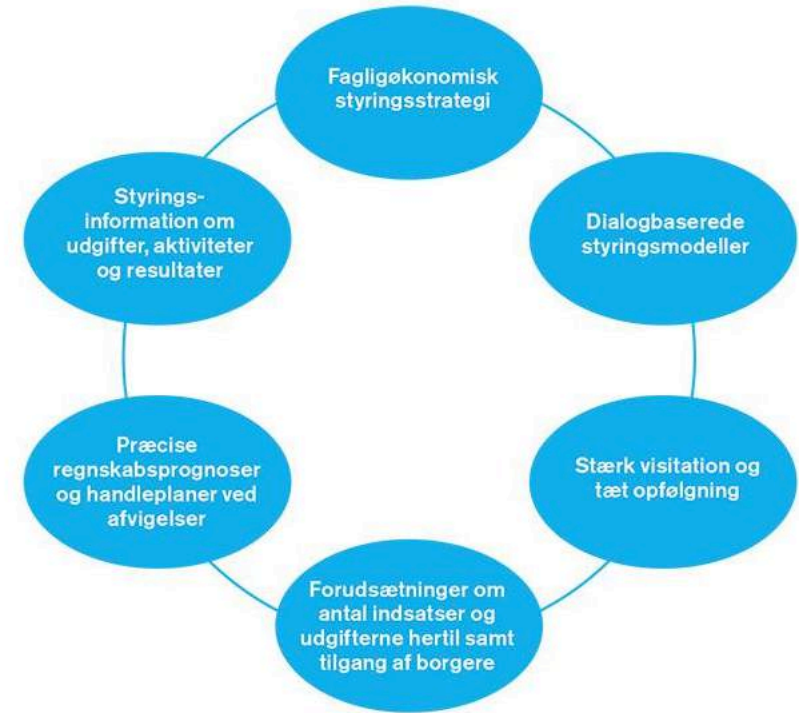 Fagligøkonomisk
styringsstrategi
Dialogbaserede
styringsmodeller
Stærk visitation og
tæt opfølgning
Forudsætninger om
antal indsatser og
udgifterne hertil samt
tilgang af borgere
Præcise
regnskabsprognoser
og handleplaner ved
afvigelser
Styrings-
information om
udgifter, aktiviteter
og resultater